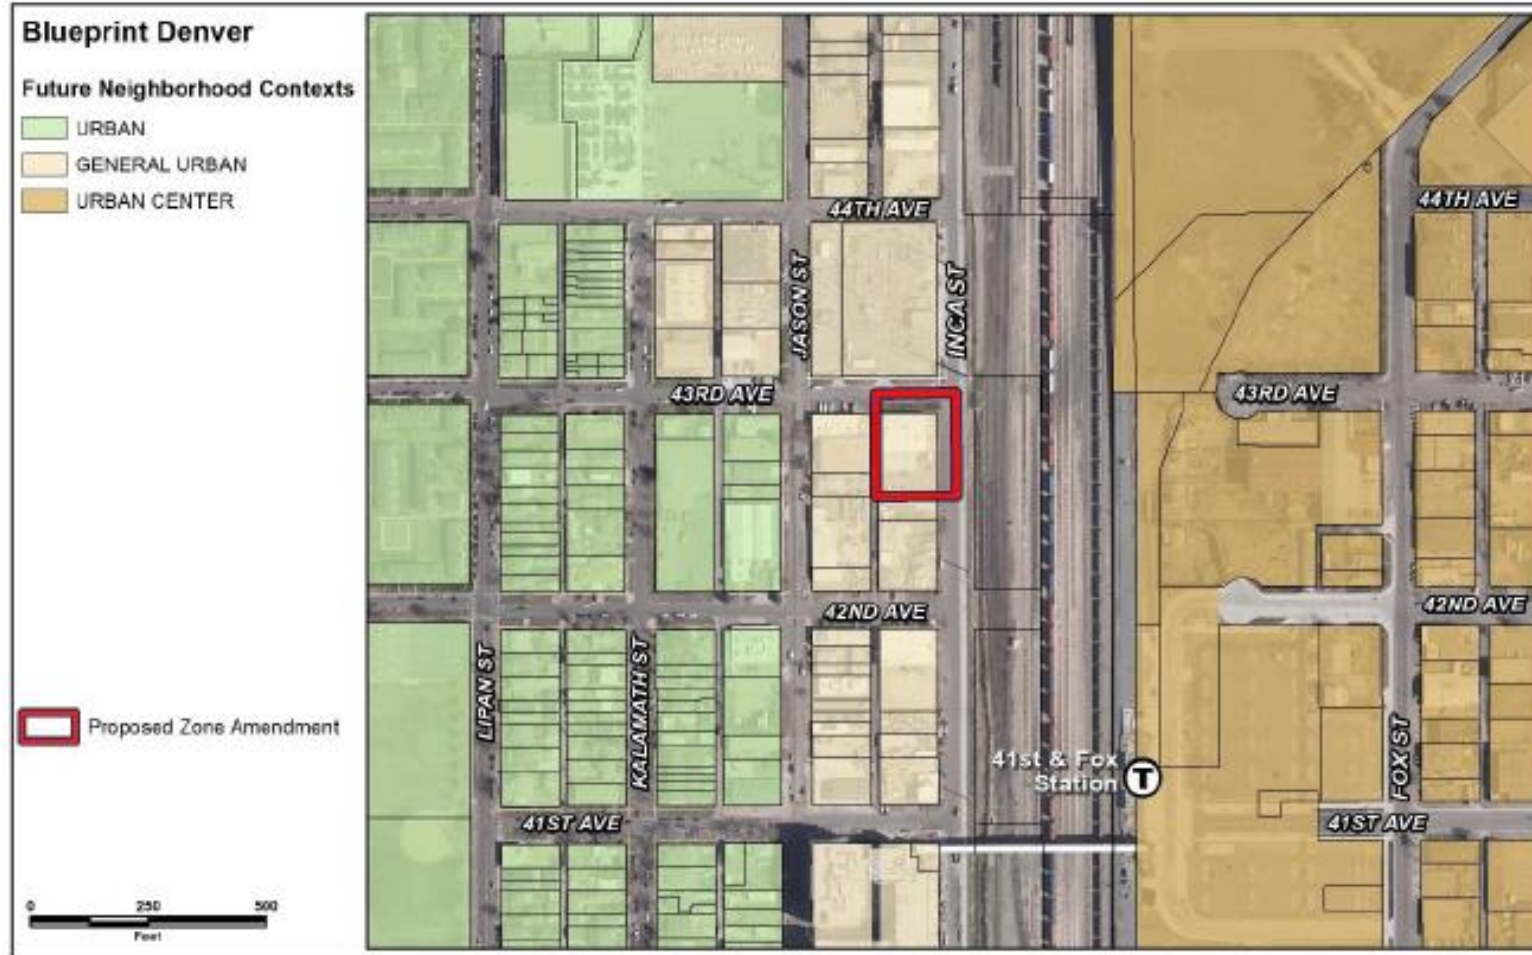 Blueprint Denver
Future Neighborhood Contexts
URBAN
GENERAL URBAN
URBAN CENTER
44TH AVE
44TH AVE
JASON ST
INCA ST
43RD AVE
43RD AVE
42ND AVE
42ND AVE
LIPAN ST
KALAMATH ST
Proposed Zone Amendment
41st & Fox
Station
T
FOX ST
41ST AVE
41ST AVE
0 250 500
Feet